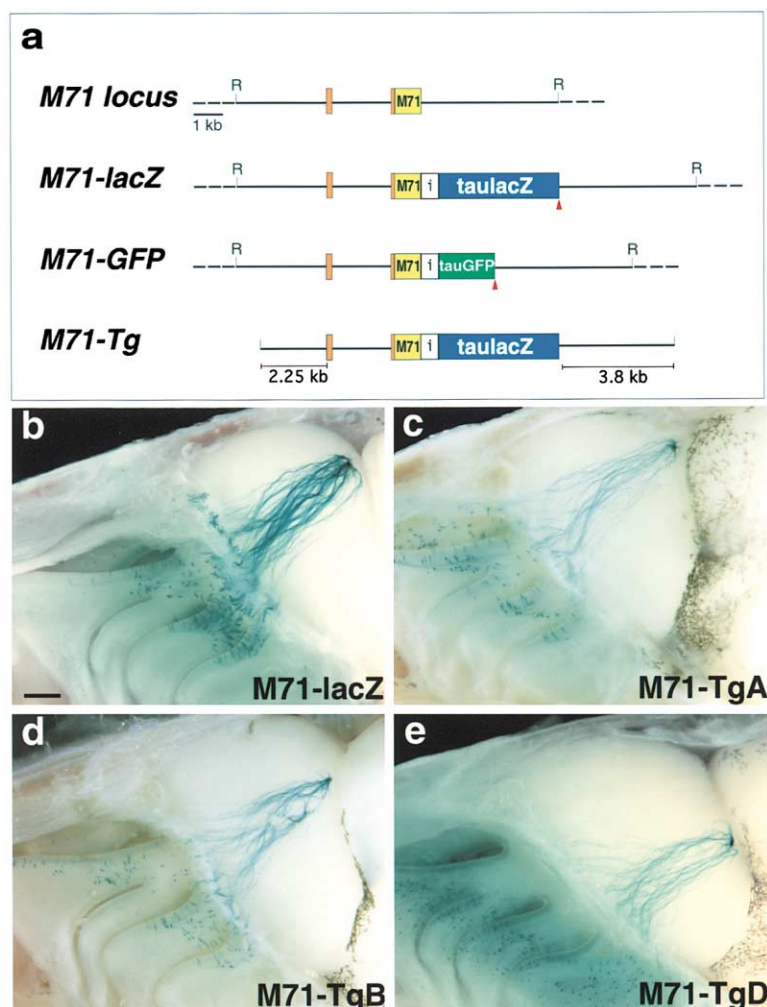 a
M71 locus
R
M71
R
1 kb
M71-lacZ
R
M71 i taulacZ
R
M71-GFP
R
M71 i tauGFP
R
M71-Tg
M71 i taulacZ
2.25 kb
3.8 kb
b
M71-lacZ
c
M71-TgA
d
M71-TgB
e
M71-TgD